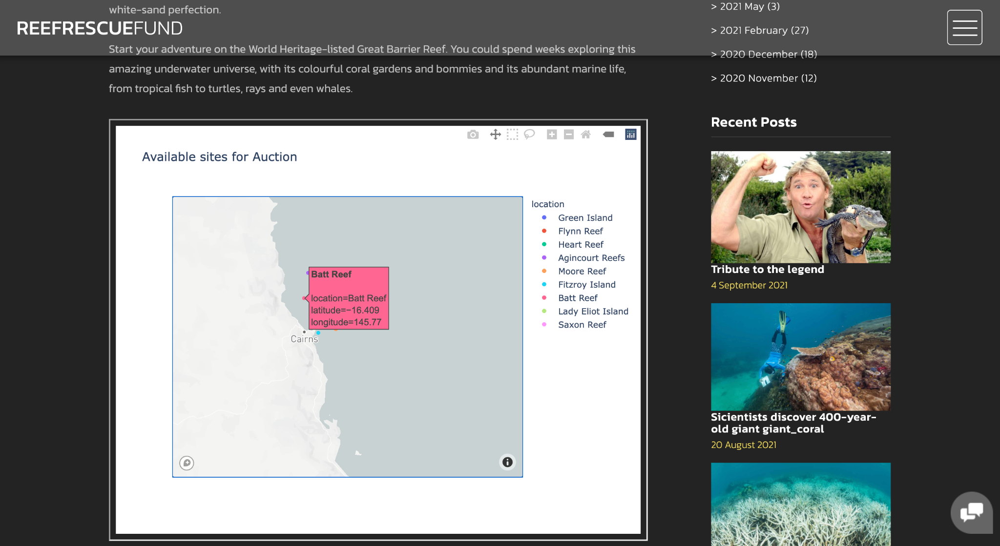 white-sand perfection.
REEFRESCUEFUND
Start your adventure on the World Heritage-listed Great Barrier Reef. You could spend weeks exploring this
amazing underwater universe, with its colourful coral gardens and bommies and its abundant marine life,
from tropical fish to turtles, rays and even whales.
Available sites for Auction
Batt Reef
location=Batt Reef
latitude=−16.409
longitude=145.77
Cairns
location
Green Island
Flynn Reef
Heart Reef
Agincourt Reefs
Moore Reef
Fitzroy Island
Batt Reef
Lady Eliot Island
Saxon Reef
> 2021 May (3)
> 2021 February (27)
> 2020 December (18)
> 2020 November (12)
Recent Posts
Tribute to the legend
4 September 2021
Sicientists discover 400-year-
old giant giant_coral
20 August 2021